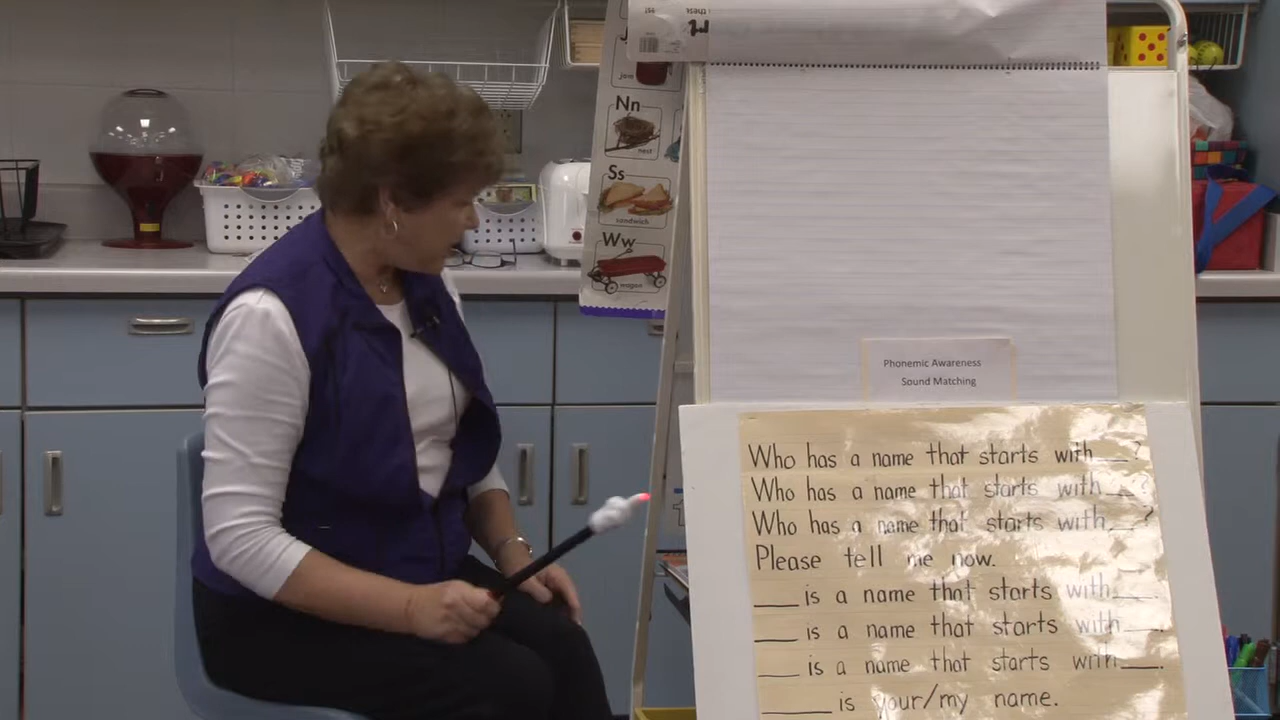 jam
Nn
nest
Ss
sandwich
Ww
wagon
Phonemic Awareness
Sound Matching
Who has a name that starts with ___?
Who has a name that starts with ___?
Who has a name that starts with ___?
Please tell me now.
___ is a name that starts with ___.
___ is a name that starts with ___.
___ is a name that starts with ___.
___ is your/my name.